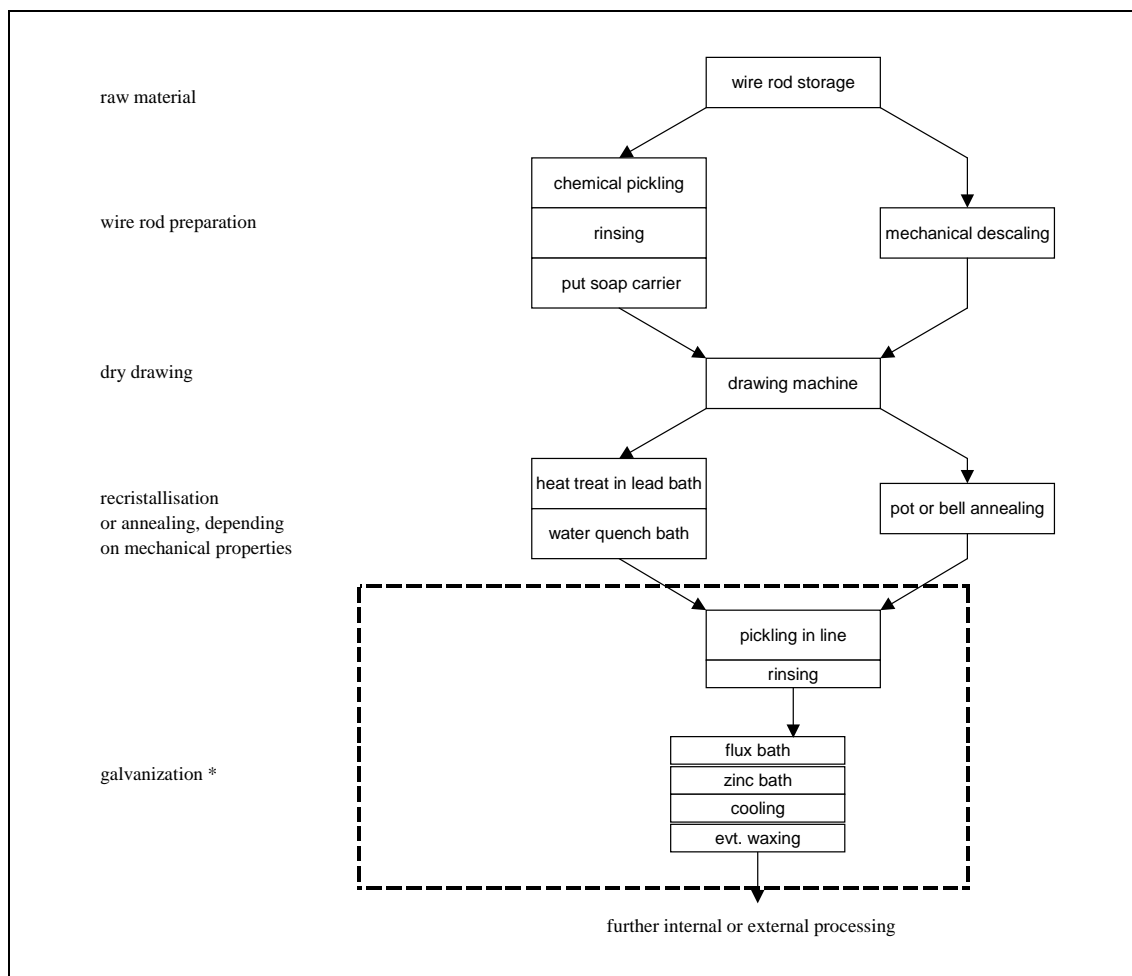 wire rod storage
raw material
chemical pickling
wire rod preparation
rinsing
mechanical descaling
put soap carrier
dry drawing
drawing machine
heat treat in lead bath
recristallisation
or annealing, depending
on mechanical properties
pot or bell annealing
water quench bath
pickling in line
rinsing
flux bath
galvanization *
zinc bath
cooling
evt. waxing
further internal or external processing